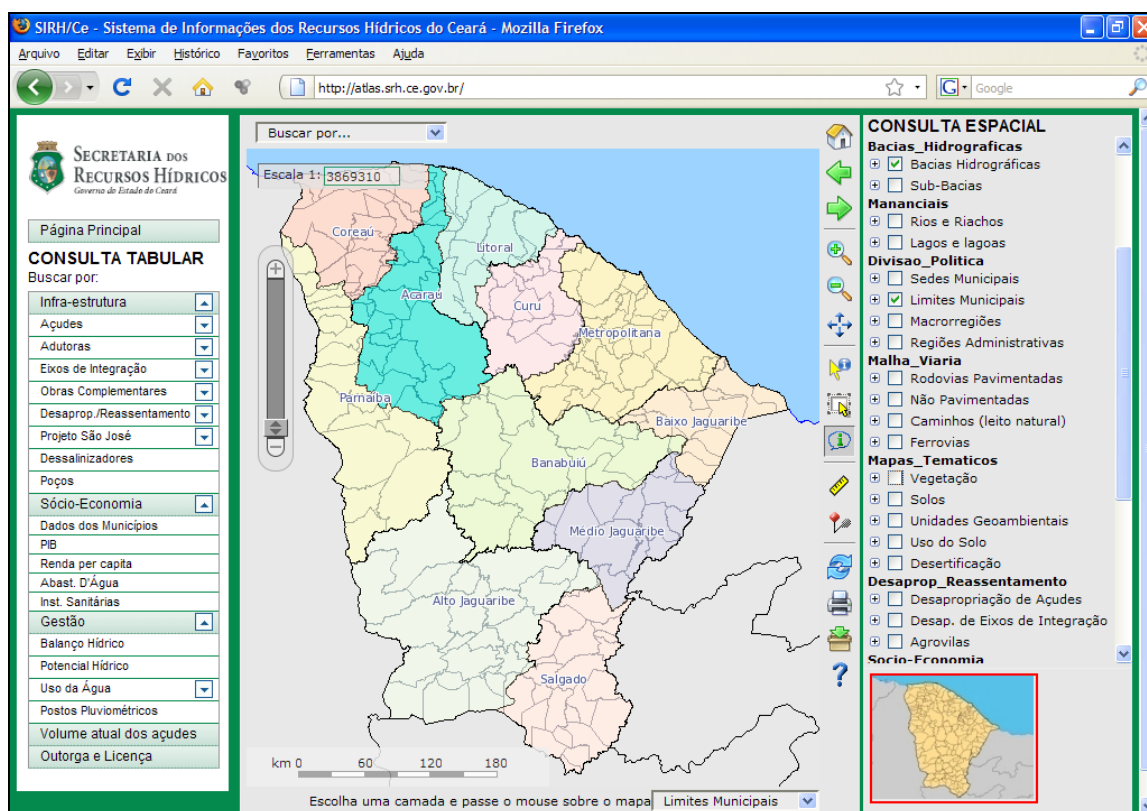 SIRH/Ce - Sistema de Informações dos Recursos Hídricos do Ceará - Mozilla Firefox
Arquivo Editar Exibir Histórico Favoritos Ferramentas Ajuda
http://atlas.srh.ce.gov.br/
G Google
SECRETARIA DOS
RECURSOS HÍDRICOS
Governo do Estado do Ceará
Página Principal
CONSULTA TABULAR
Buscar por:
Infra-estrutura
Açudes
Adutoras
Eixos de Integração
Obras Complementares
Desaprop./Reassentamento
Projeto São José
Dessalinizadores
Poços
Sócio-Economia
Dados dos Municípios
PIB
Renda per capita
Abast. D'Água
Inst. Sanitárias
Gestão
Balanço Hídrico
Potencial Hídrico
Uso da Água
Postos Pluviométricos
Volume atual dos açudes
Outorga e Licença
Buscar por...
Escala 1: 3869310
Coreaú
Litoral
Acaraú
Curu
Metropolitana
Parnaíba
Baixo Jaguaribe
Banabuiú
Médio Jaguaribe
Alto Jaguaribe
Salgado
km 0 60 120 180
Escolha uma camada e passe o mouse sobre o mapa Limites Municipais
CONSULTA ESPACIAL
Bacias_Hidrograficas
Bacias Hidrográficas
Sub-Bacias
Mananciais
Rios e Riachos
Lagos e lagoas
Divisao_Politica
Sedes Municipais
Limites Municipais
Macrorregiões
Regiões Administrativas
Malha_Viaria
Rodovias Pavimentadas
Não Pavimentadas
Caminhos (leito natural)
Ferrovias
Mapas_Tematicos
Vegetação
Solos
Unidades Geoambientais
Uso do Solo
Desertificação
Desaprop_Reassentamento
Desapropriação de Açudes
Desap. de Eixos de Integração
Agrovilas
Socio-Economia